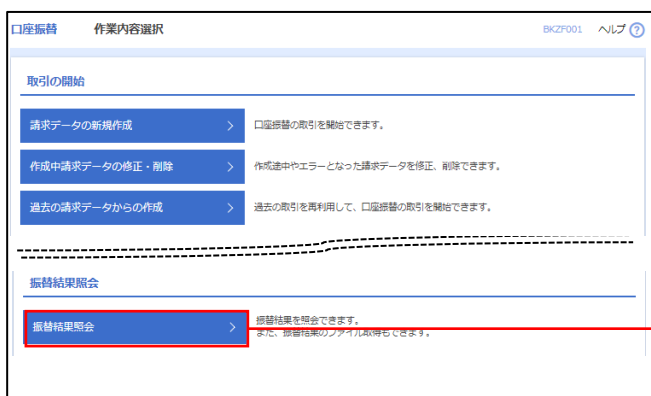 口座振替 作業内容選択 BKZF001 ヘルプ ?
取引の開始
請求データの新規作成 口座振替の取引を開始できます。
作成中請求データの修正・削除 作成途中やエラーとなった請求データを修正、削除できます。
過去の請求データからの作成 過去の取引を再利用して、口座振替の取引を開始できます。
振替結果照会
振替結果照会 振替結果を照会できます。
また、振替結果のファイル取得もできます。